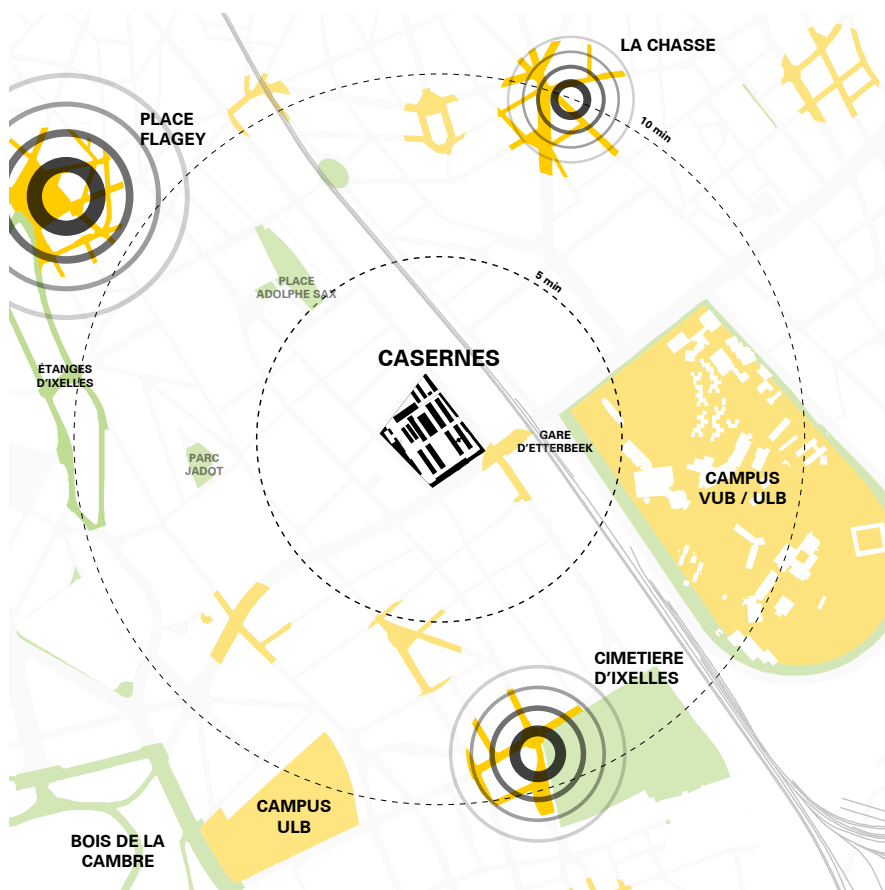 LA CHASSE
PLACE
FLAGEY
10 min
PLACE
ADOLPHE SAX
5 min
CASERNES
ÉTANGES
D'IXELLES
GARE
D'ETTERBEEK
PARC
JADOT
CAMPUS
VUB / ULB
CIMETIERE
D'IXELLES
CAMPUS
ULB
BOIS DE LA
CAMBRE